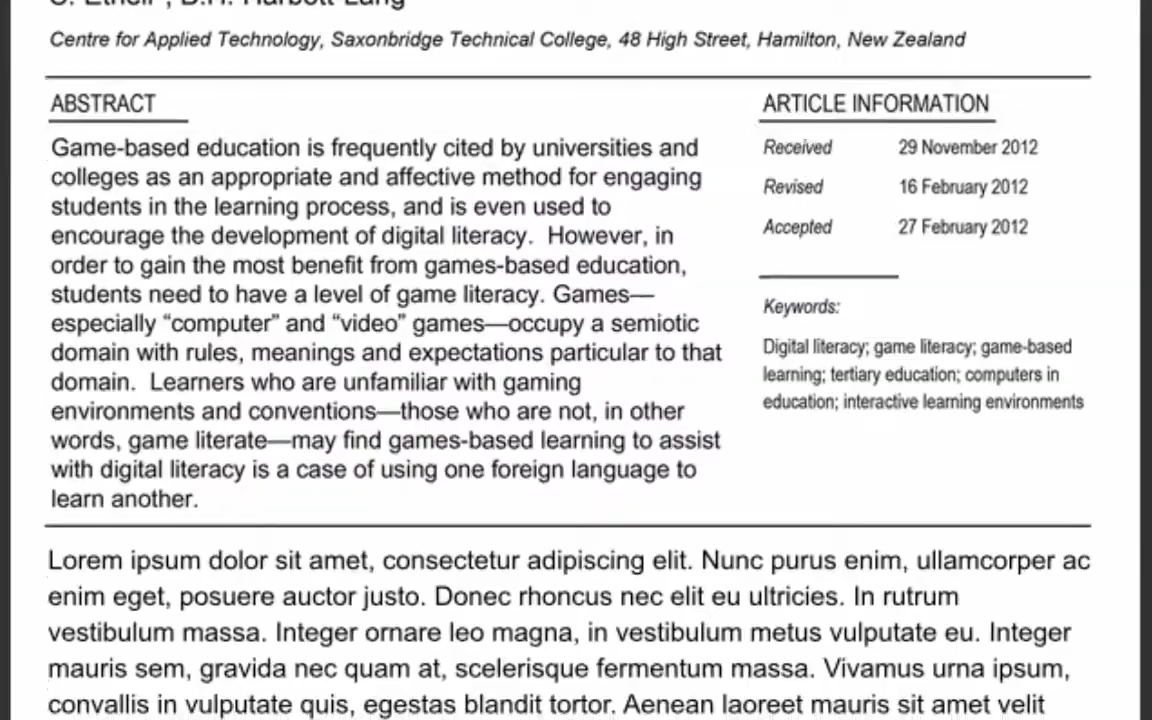 Centre for Applied Technology, Saxonbridge Technical College, 48 High Street, Hamilton, New Zealand
ABSTRACT
Game-based education is frequently cited by universities and
colleges as an appropriate and affective method for engaging
students in the learning process, and is even used to
encourage the development of digital literacy.  However, in
order to gain the most benefit from games-based education,
students need to have a level of game literacy. Games—
especially “computer” and “video” games—occupy a semiotic
domain with rules, meanings and expectations particular to that
domain.  Learners who are unfamiliar with gaming
environments and conventions—those who are not, in other
words, game literate—may find games-based learning to assist
with digital literacy is a case of using one foreign language to
learn another.
ARTICLE INFORMATION
Received 29 November 2012
Revised 16 February 2012
Accepted 27 February 2012
Keywords:
Digital literacy; game literacy; game-based
learning; tertiary education; computers in
education; interactive learning environments
Lorem ipsum dolor sit amet, consectetur adipiscing elit. Nunc purus enim, ullamcorper ac
enim eget, posuere auctor justo. Donec rhoncus nec elit eu ultricies. In rutrum
vestibulum massa. Integer ornare leo magna, in vestibulum metus vulputate eu. Integer
mauris sem, gravida nec quam at, scelerisque fermentum massa. Vivamus urna ipsum,
convallis in vulputate quis, egestas blandit tortor. Aenean laoreet mauris sit amet velit